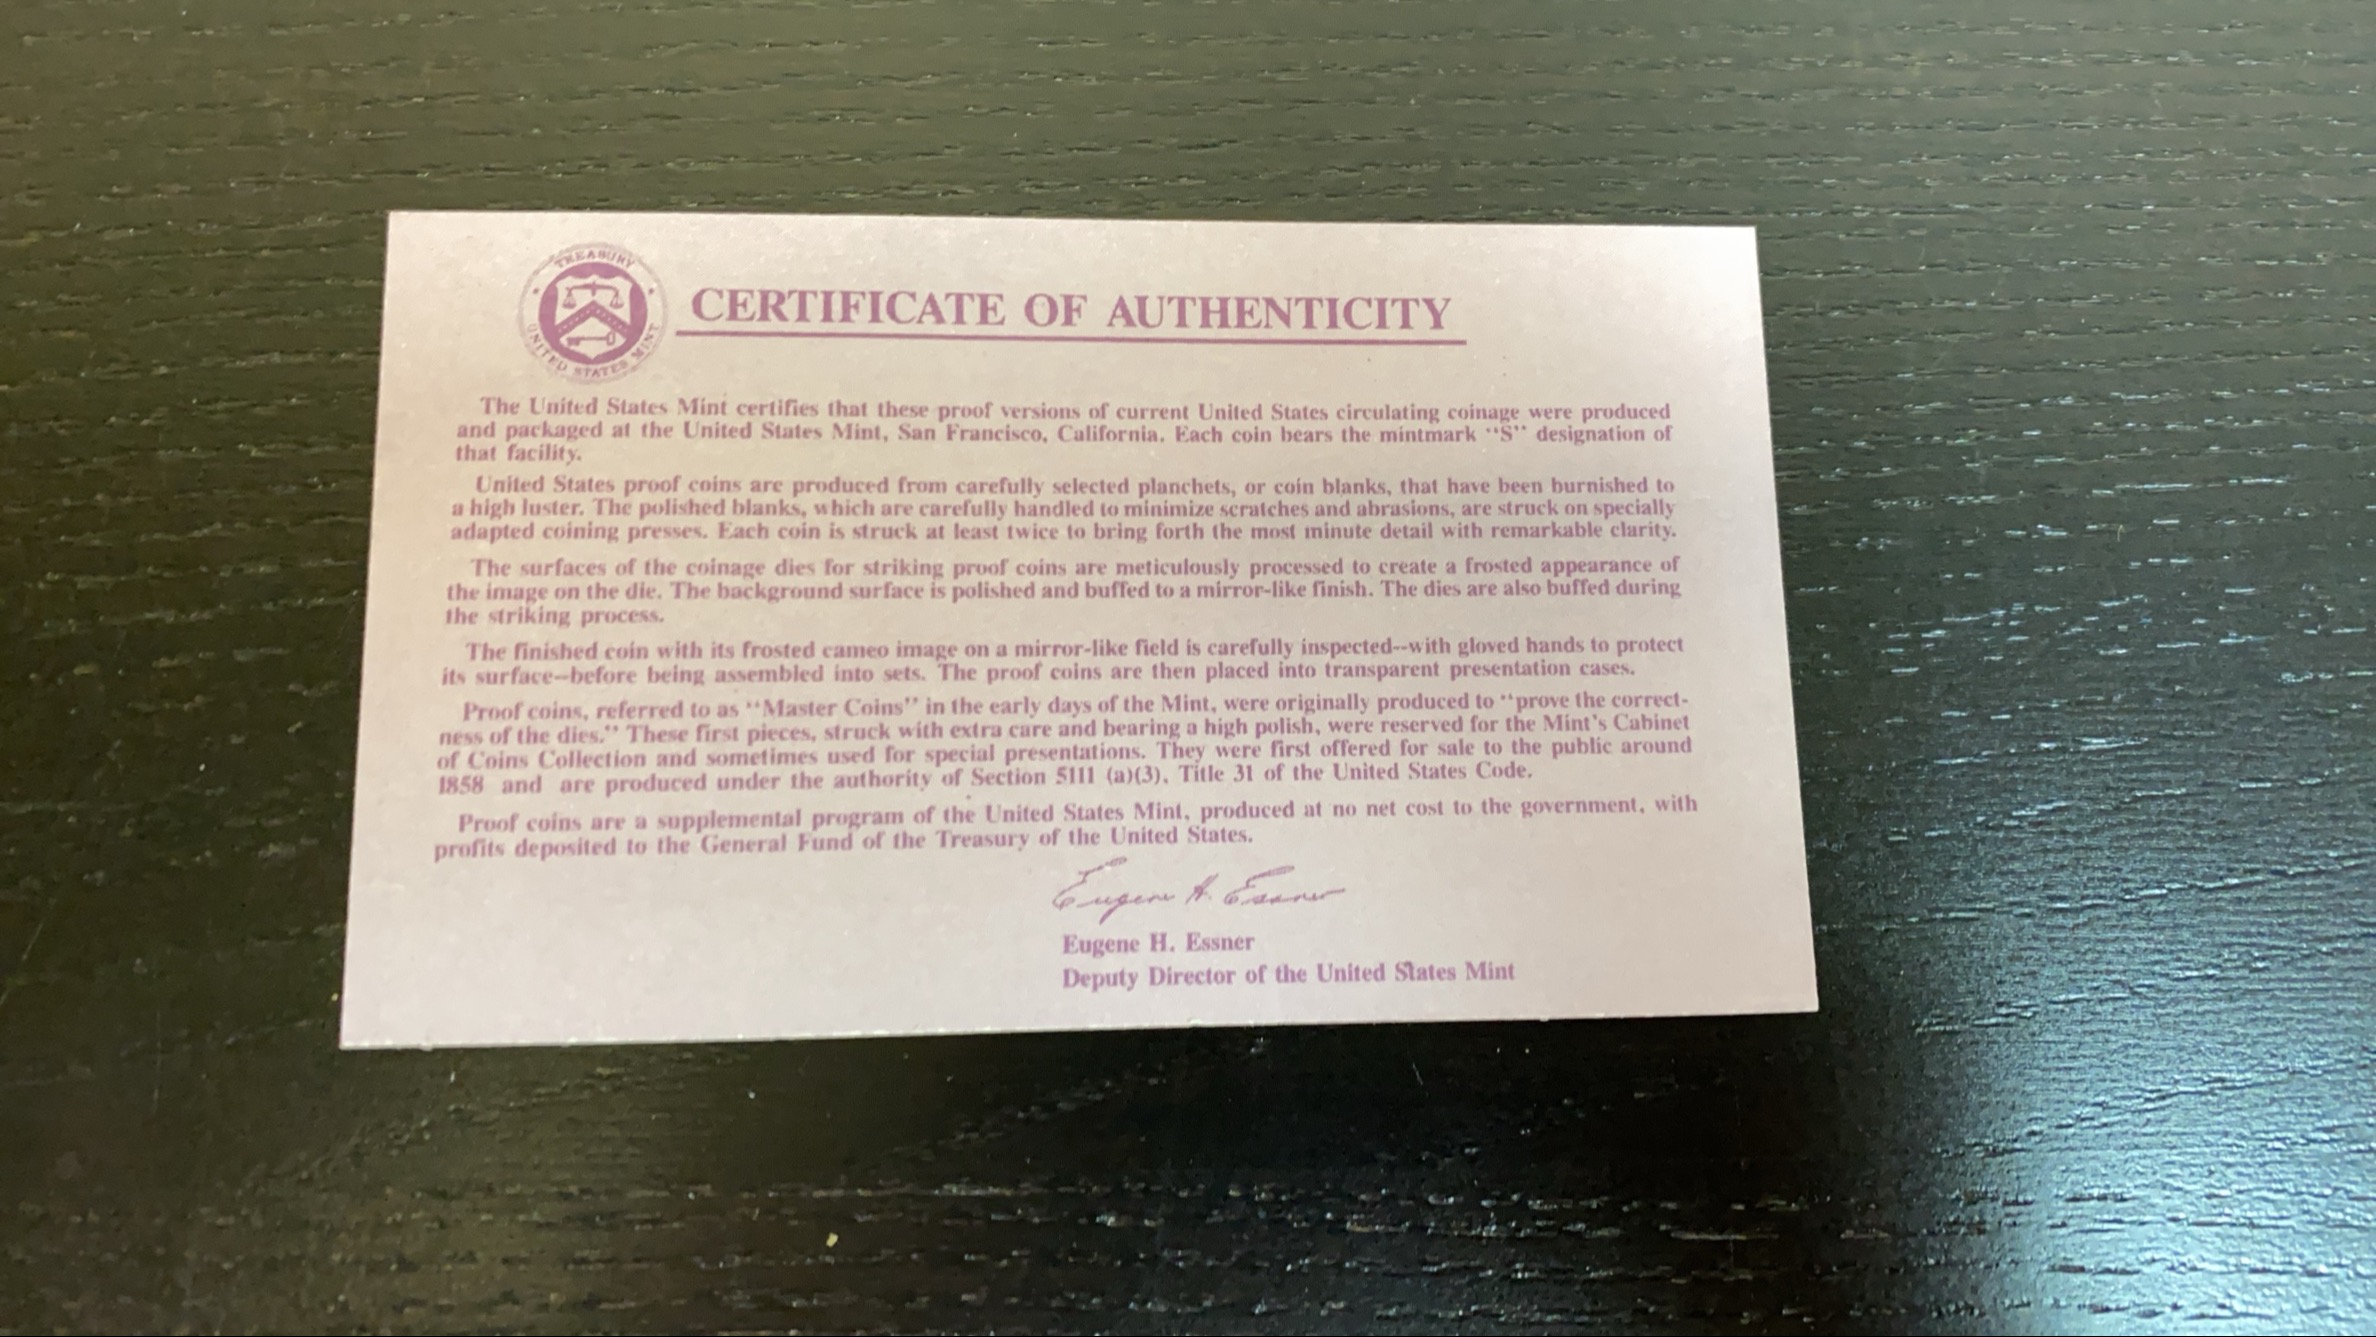 TREASURY
UNITED STATES MINT
CERTIFICATE OF AUTHENTICITY
The United States Mint certifies that these proof versions of current United States circulating coinage were produced
and packaged at the United States Mint, San Francisco, California. Each coin bears the mintmark "S" designation of
that facility.
United States proof coins are produced from carefully selected planchets, or coin blanks, that have been burnished to
a high luster. The polished blanks, which are carefully handled to minimize scratches and abrasions, are struck on specially
adapted coining presses. Each coin is struck at least twice to bring forth the most minute detail with remarkable clarity.
The surfaces of the coinage dies for striking proof coins are meticulously processed to create a frosted appearance of
the image on the die. The background surface is polished and buffed to a mirror-like finish. The dies are also buffed during
the striking process.
The finished coin with its frosted cameo image on a mirror-like field is carefully inspected--with gloved hands to protect
its surface--before being assembled into sets. The proof coins are then placed into transparent presentation cases.
Proof coins, referred to as "Master Coins" in the early days of the Mint, were originally produced to "prove the correct-
ness of the dies." These first pieces, struck with extra care and bearing a high polish, were reserved for the Mint's Cabinet
of Coins Collection and sometimes used for special presentations. They were first offered for sale to the public around
1858 and are produced under the authority of Section 5111 (a)(3), Title 31 of the United States Code.
Proof coins are a supplemental program of the United States Mint, produced at no net cost to the government, with
profits deposited to the General Fund of the Treasury of the United States.
Eugene H. Essner
Eugene H. Essner
Deputy Director of the United States Mint